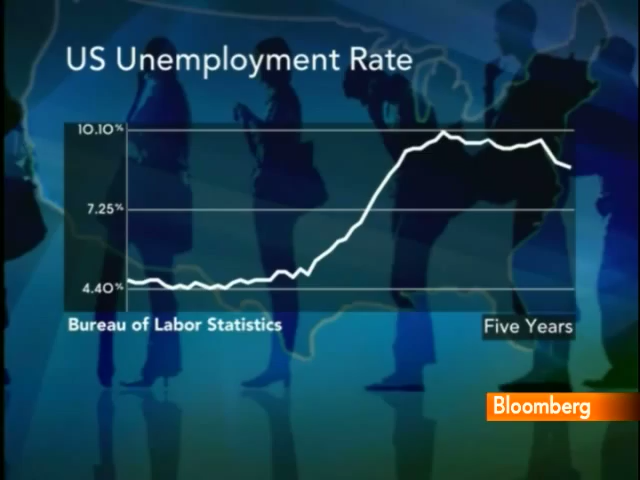 US Unemployment Rate
10.10%
7.25%
4.40%
Bureau of Labor Statistics
Five Years
Bloomberg